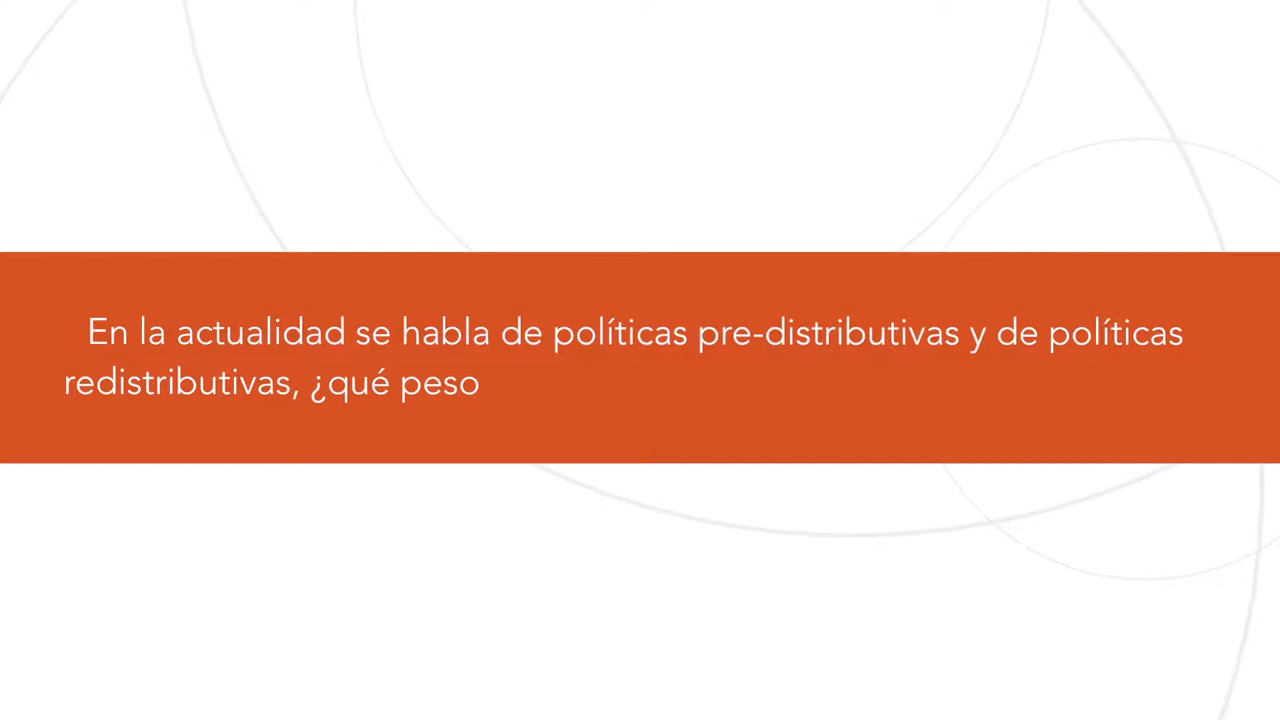 En la actualidad se habla de políticas pre-distributivas y de políticas
redistributivas, ¿qué peso